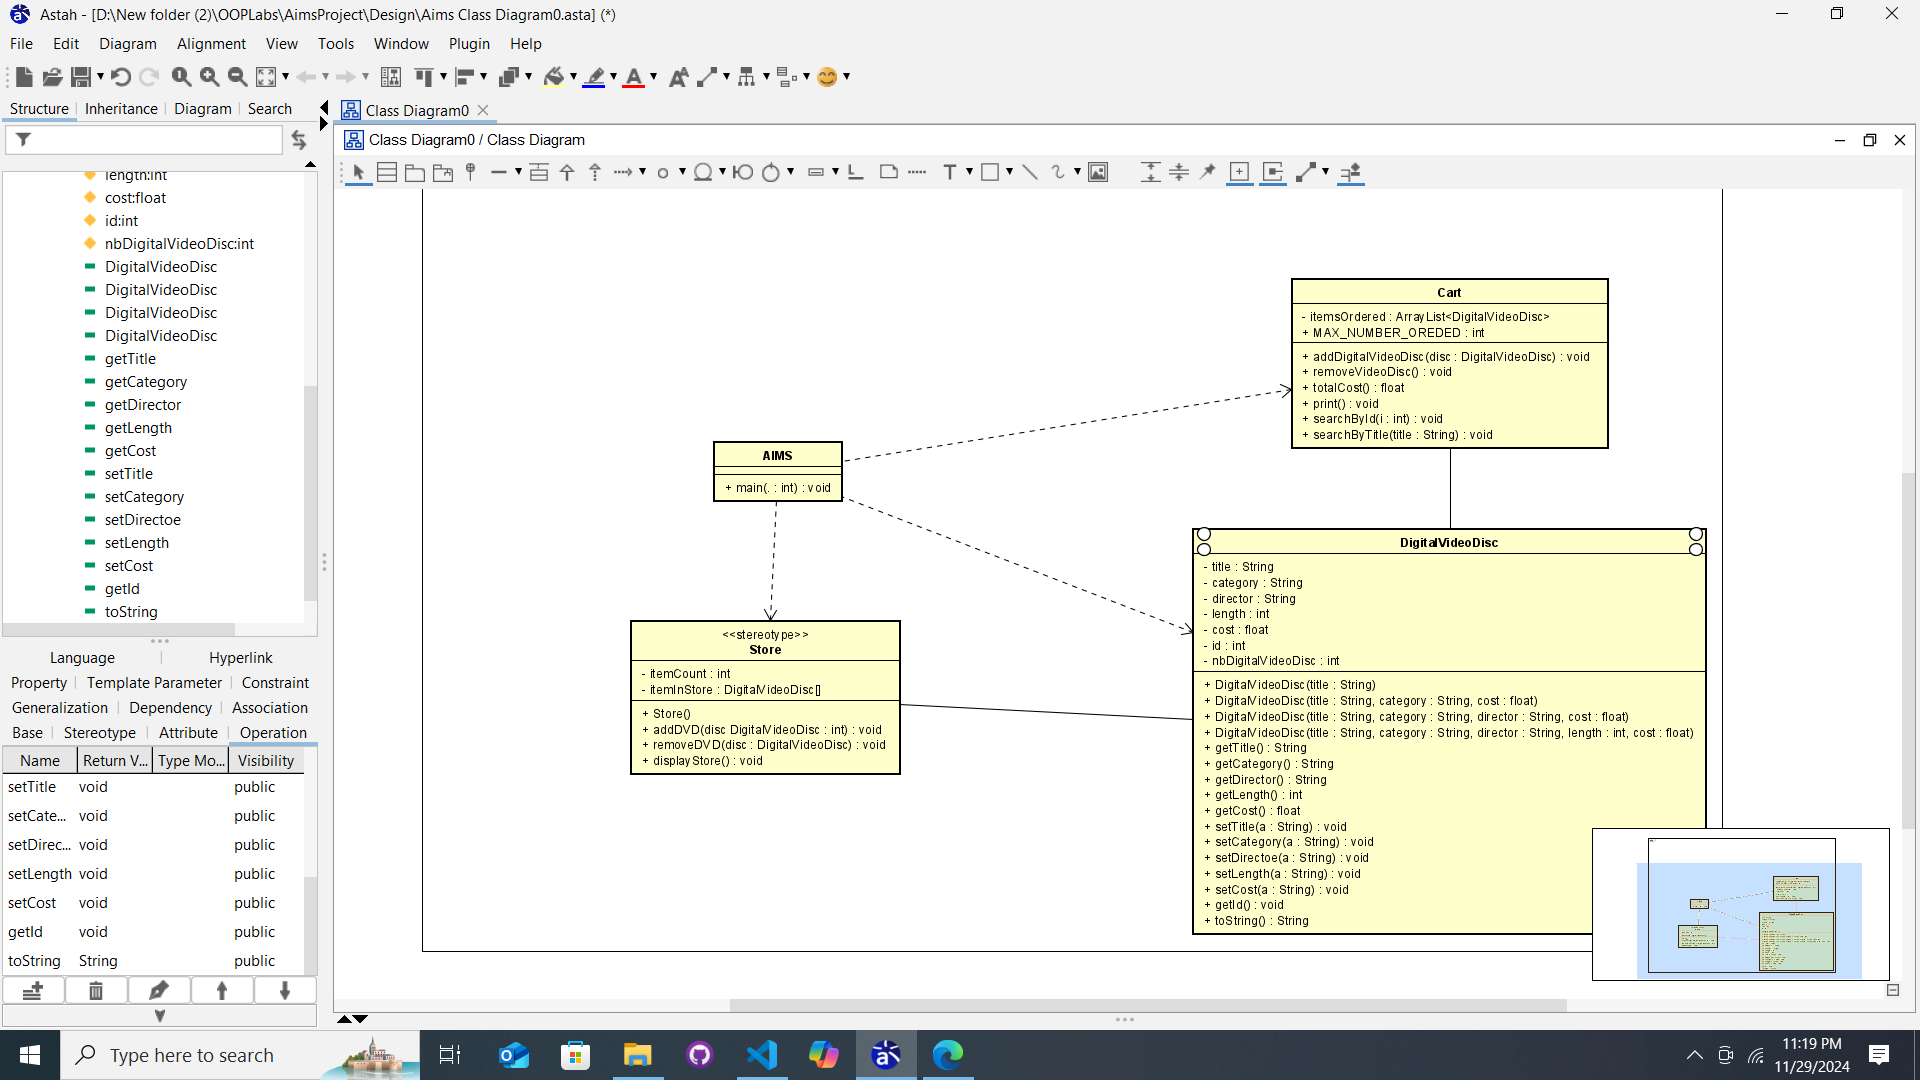 Astah - [D:\New folder (2)\OOPLabs\AimsProject\Design\Aims Class Diagram0.asta] (*)
File Edit Diagram Alignment View Tools Window Plugin Help
Structure Inheritance Diagram Search
Class Diagram0
Class Diagram0 / Class Diagram
length:int
cost:float
id:int
nbDigitalVideoDisc:int
DigitalVideoDisc
DigitalVideoDisc
DigitalVideoDisc
DigitalVideoDisc
getTitle
getCategory
getDirector
getLength
getCost
setTitle
setCategory
setDirectoe
setLength
setCost
getId
toString
Language Hyperlink
Property Template Parameter Constraint
Generalization Dependency Association
Base Stereotype Attribute Operation
Name Return V... Type Mo... Visibility
setTitle void public
setCate... void public
setDirec... void public
setLength void public
setCost void public
getId void public
toString String public
Cart
- itemsOrdered : ArrayList<DigitalVideoDisc>
+ MAX_NUMBER_OREDED : int
+ addDigitalVideoDisc(disc : DigitalVideoDisc) : void
+ removeVideoDisc() : void
+ totalCost() : float
+ print() : void
+ searchById(i : int) : void
+ searchByTitle(title : String) : void
AIMS
+ main(. : int) : void
<<stereotype>>
Store
- itemCount : int
- itemInStore : DigitalVideoDisc[]
+ Store()
+ addDVD(disc DigitalVideoDisc : int) : void
+ removeDVD(disc : DigitalVideoDisc) : void
+ displayStore() : void
DigitalVideoDisc
- title : String
- category : String
- director : String
- length : int
- cost : float
- id : int
- nbDigitalVideoDisc : int
+ DigitalVideoDisc(title : String)
+ DigitalVideoDisc(title : String, category : String, cost : float)
+ DigitalVideoDisc(title : String, category : String, director : String, cost : float)
+ DigitalVideoDisc(title : String, category : String, director : String, length : int, cost : float)
+ getTitle() : String
+ getCategory() : String
+ getDirector() : String
+ getLength() : int
+ getCost() : float
+ setTitle(a : String) : void
+ setCategory(a : String) : void
+ setDirectoe(a : String) : void
+ setLength(a : String) : void
+ setCost(a : String) : void
+ getId() : void
+ toString() : String
Type here to search
11:19 PM
11/29/2024